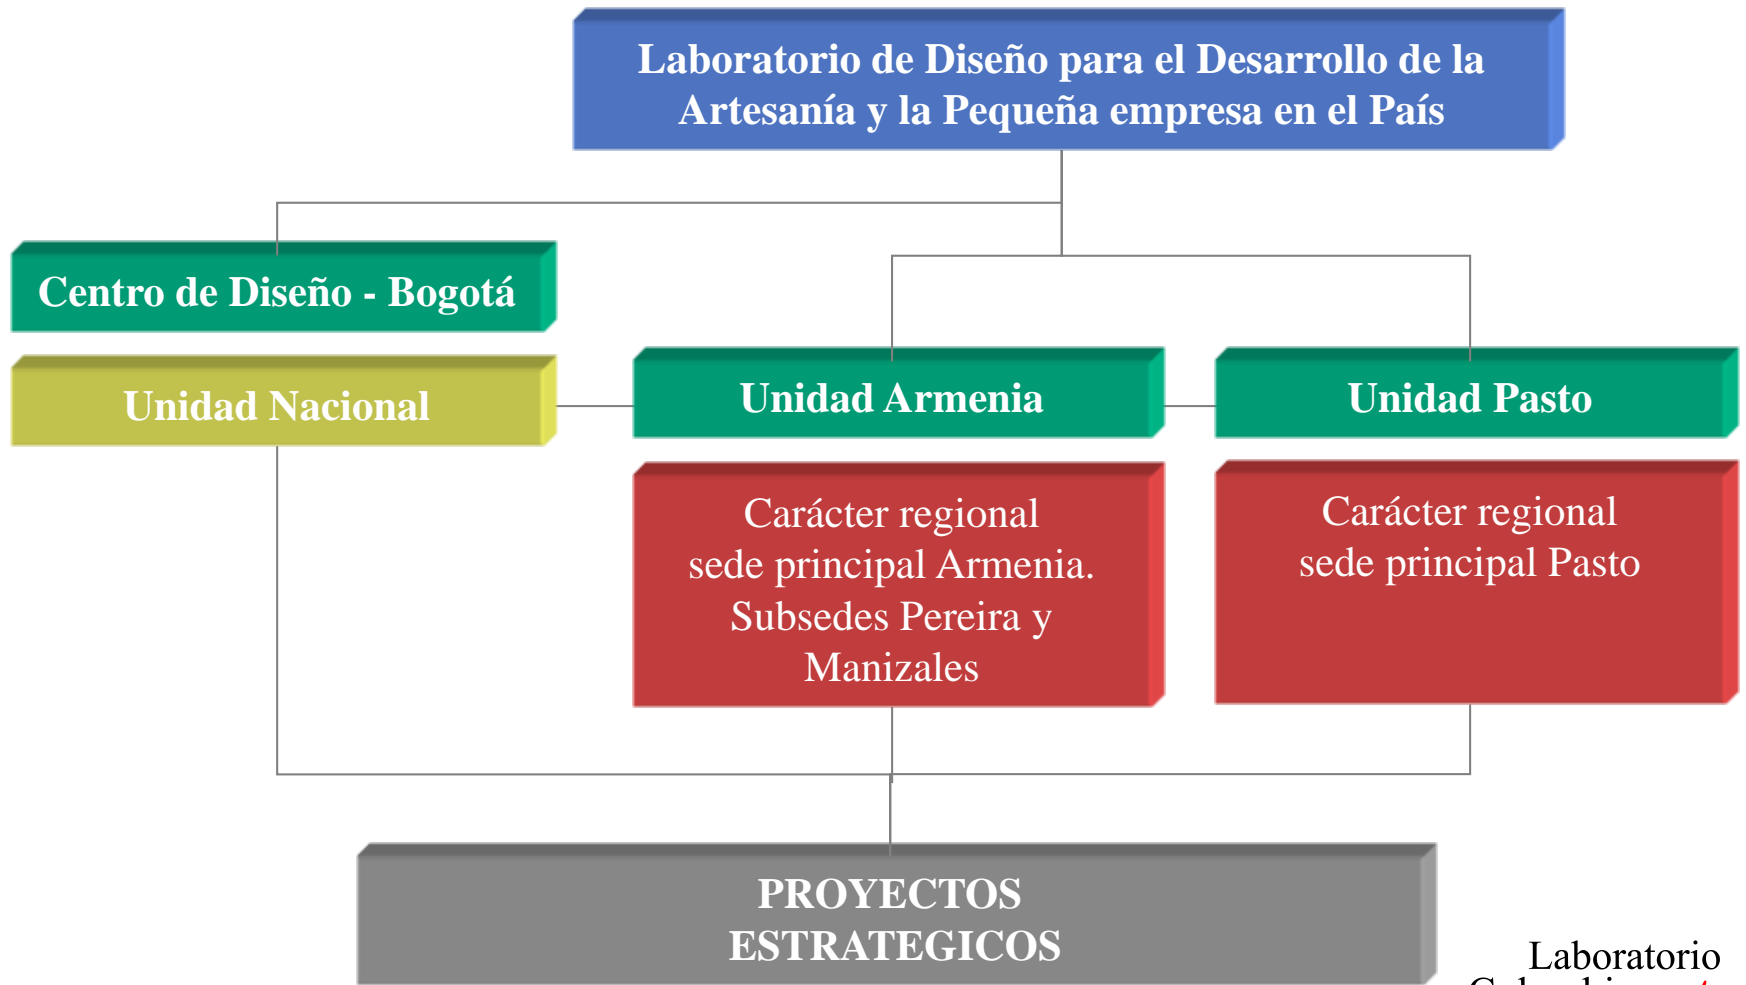 Laboratorio de Diseño para el Desarrollo de la
Artesanía y la Pequeña empresa en el País
Centro de Diseño - Bogotá
Unidad Nacional
Unidad Armenia
Unidad Pasto
Carácter regional
sede principal Armenia.
Subsedes Pereira y
Manizales
Carácter regional
sede principal Pasto
PROYECTOS
ESTRATEGICOS
Laboratorio